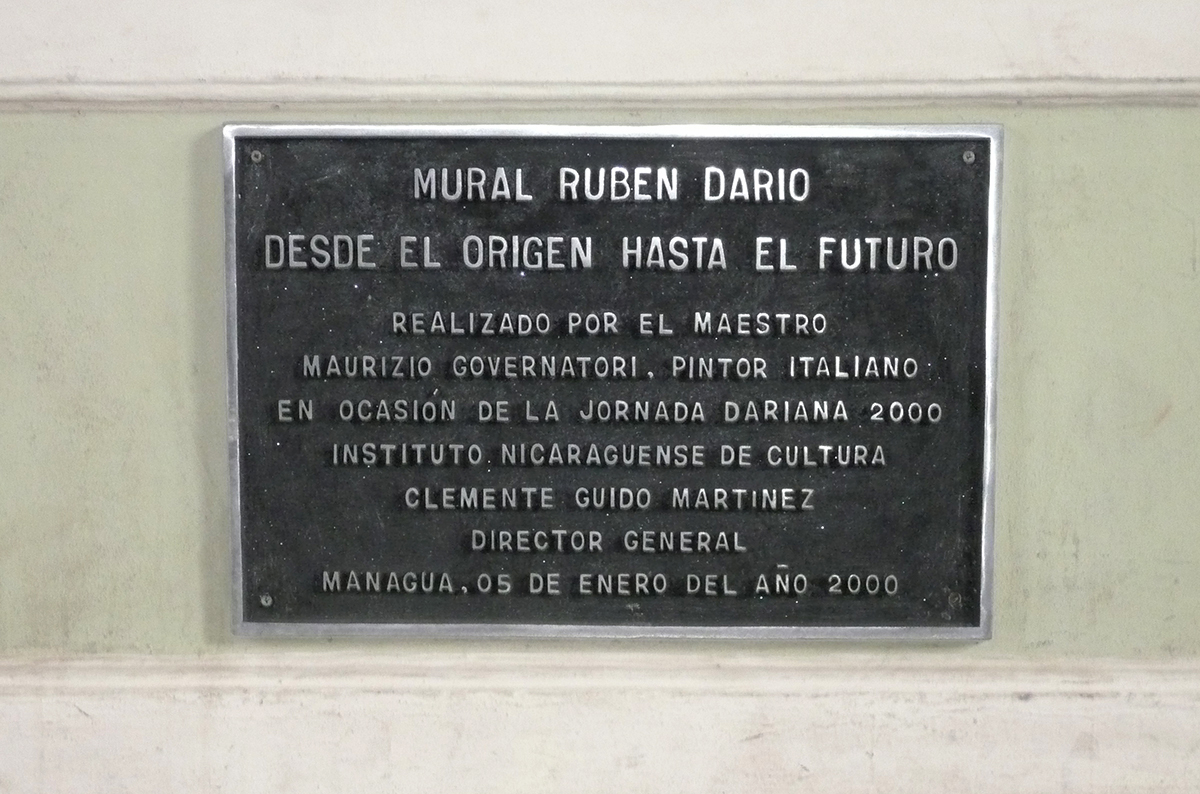 MURAL RUBEN DARIO
DESDE EL ORIGEN HASTA EL FUTURO
REALIZADO POR EL MAESTRO
MAURIZIO GOVERNATORI, PINTOR ITALIANO
EN OCASIÓN DE LA JORNADA DARIANA 2000
INSTITUTO NICARAGUENSE DE CULTURA
CLEMENTE GUIDO MARTINEZ
DIRECTOR GENERAL
MANAGUA, 05 DE ENERO DEL AÑO 2000